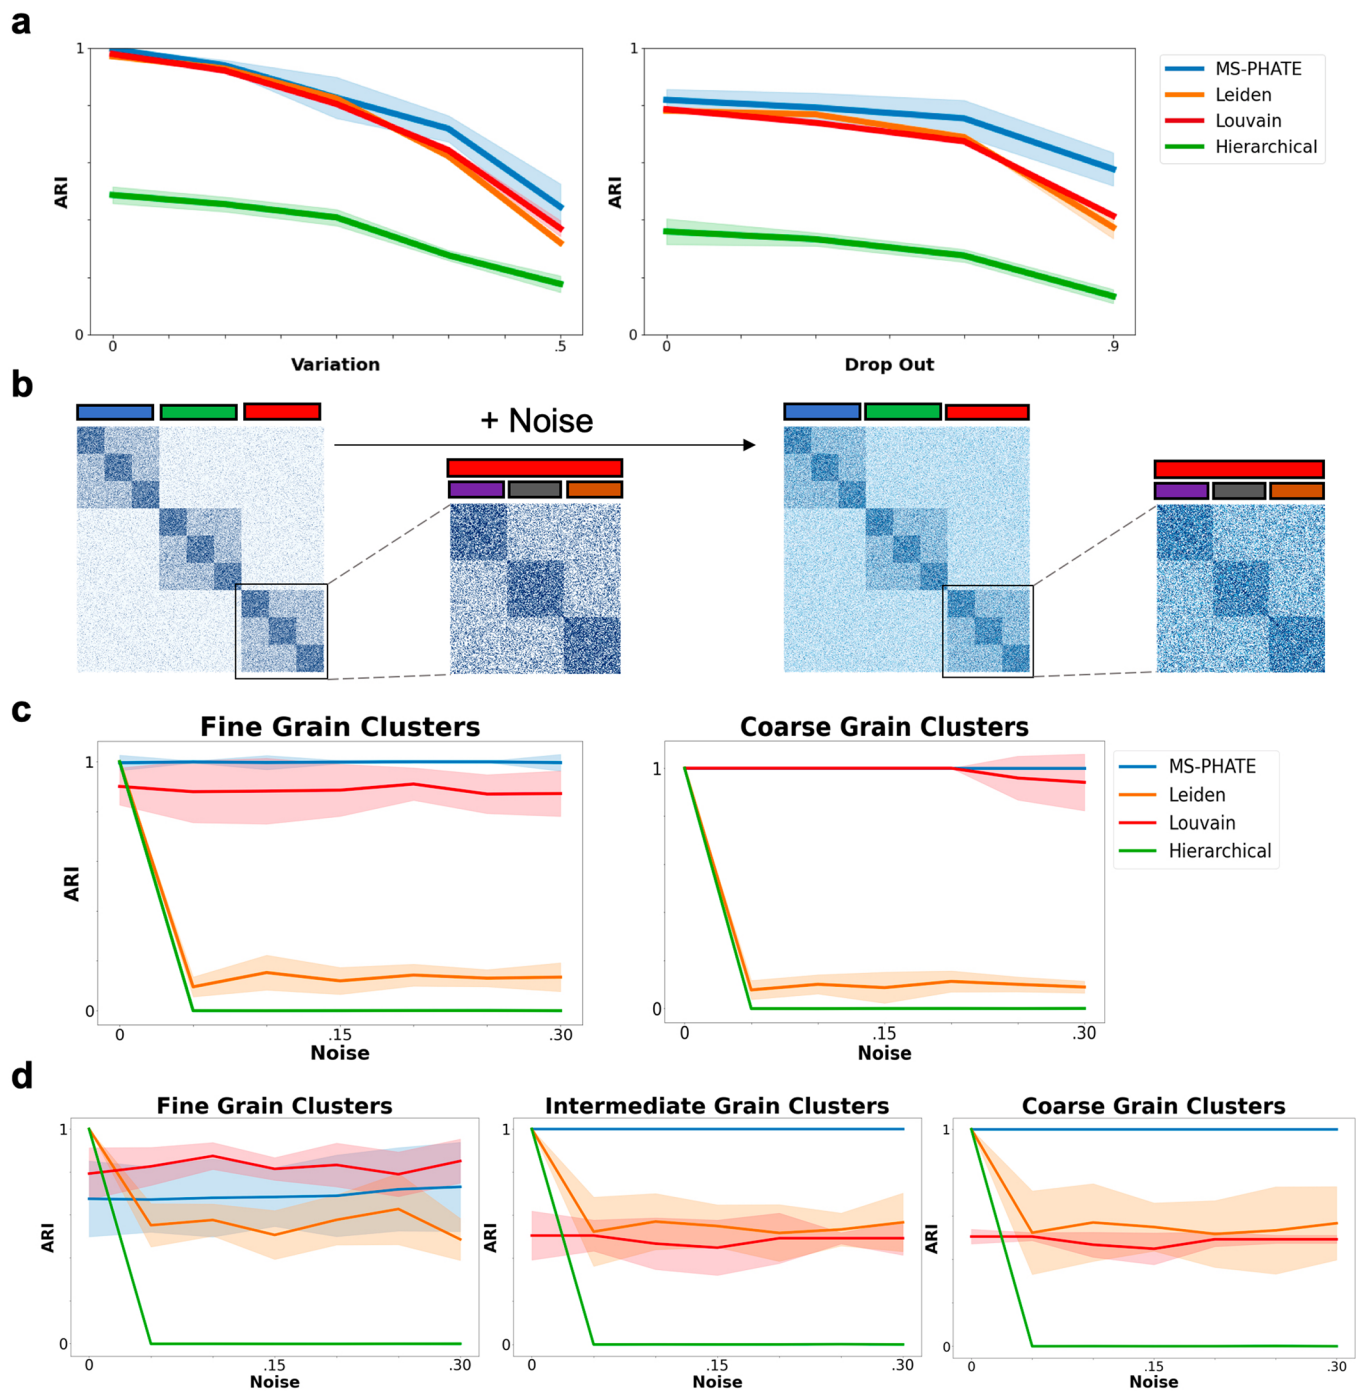 a
1
ARI
0
0
.5
Variation
1
ARI
0
0
.9
Drop Out
MS-PHATE
Leiden
Louvain
Hierarchical
b
+ Noise
c
Fine Grain Clusters
1
ARI
0
0
.15
.30
Noise
Coarse Grain Clusters
1
0
0
.15
.30
Noise
MS-PHATE
Leiden
Louvain
Hierarchical
d
Fine Grain Clusters
1
ARI
0
0
.15
.30
Noise
Intermediate Grain Clusters
1
ARI
0
0
.15
.30
Noise
Coarse Grain Clusters
1
ARI
0
0
.15
.30
Noise